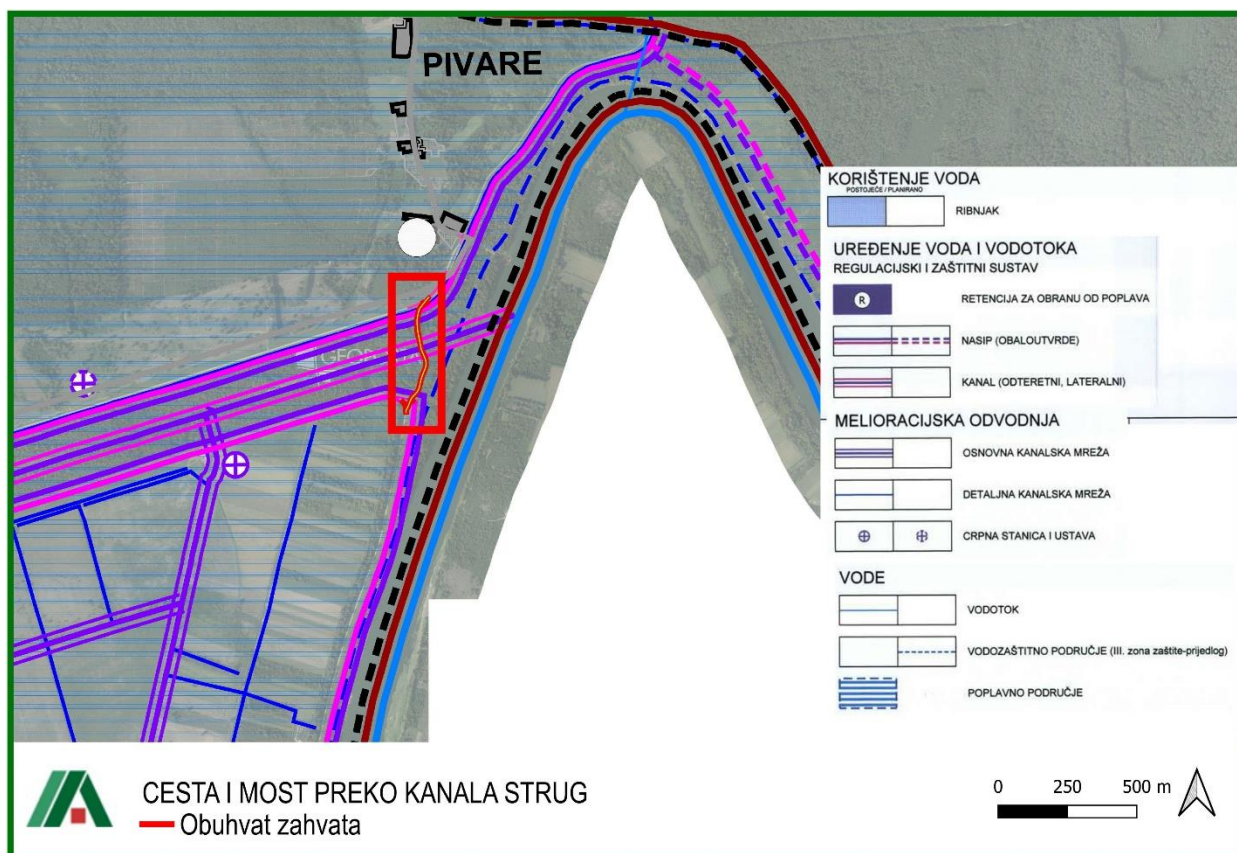 PIVARE
KORIŠTENJE VODA
POSTOJEĆE / PLANIRANO
RIBNJAK
UREĐENJE VODA I VODOTOKA
REGULACIJSKI I ZAŠTITNI SUSTAV
R
RETENCIJA ZA OBRANU OD POPLAVA
NASIP (OBALOUTVRDE)
KANAL (ODTERETNI, LATERALNI)
MELIORACIJSKA ODVODNJA
OSNOVNA KANALSKA MREŽA
DETALJNA KANALSKA MREŽA
CRPNA STANICA I USTAVA
VODE
VODOTOK
VODOZAŠTITNO PODRUČJE (III. zona zaštite-prijedlog)
POPLAVNO PODRUČJE
CESTA I MOST PREKO KANALA STRUG
Obuhvat zahvata
0 250 500 m